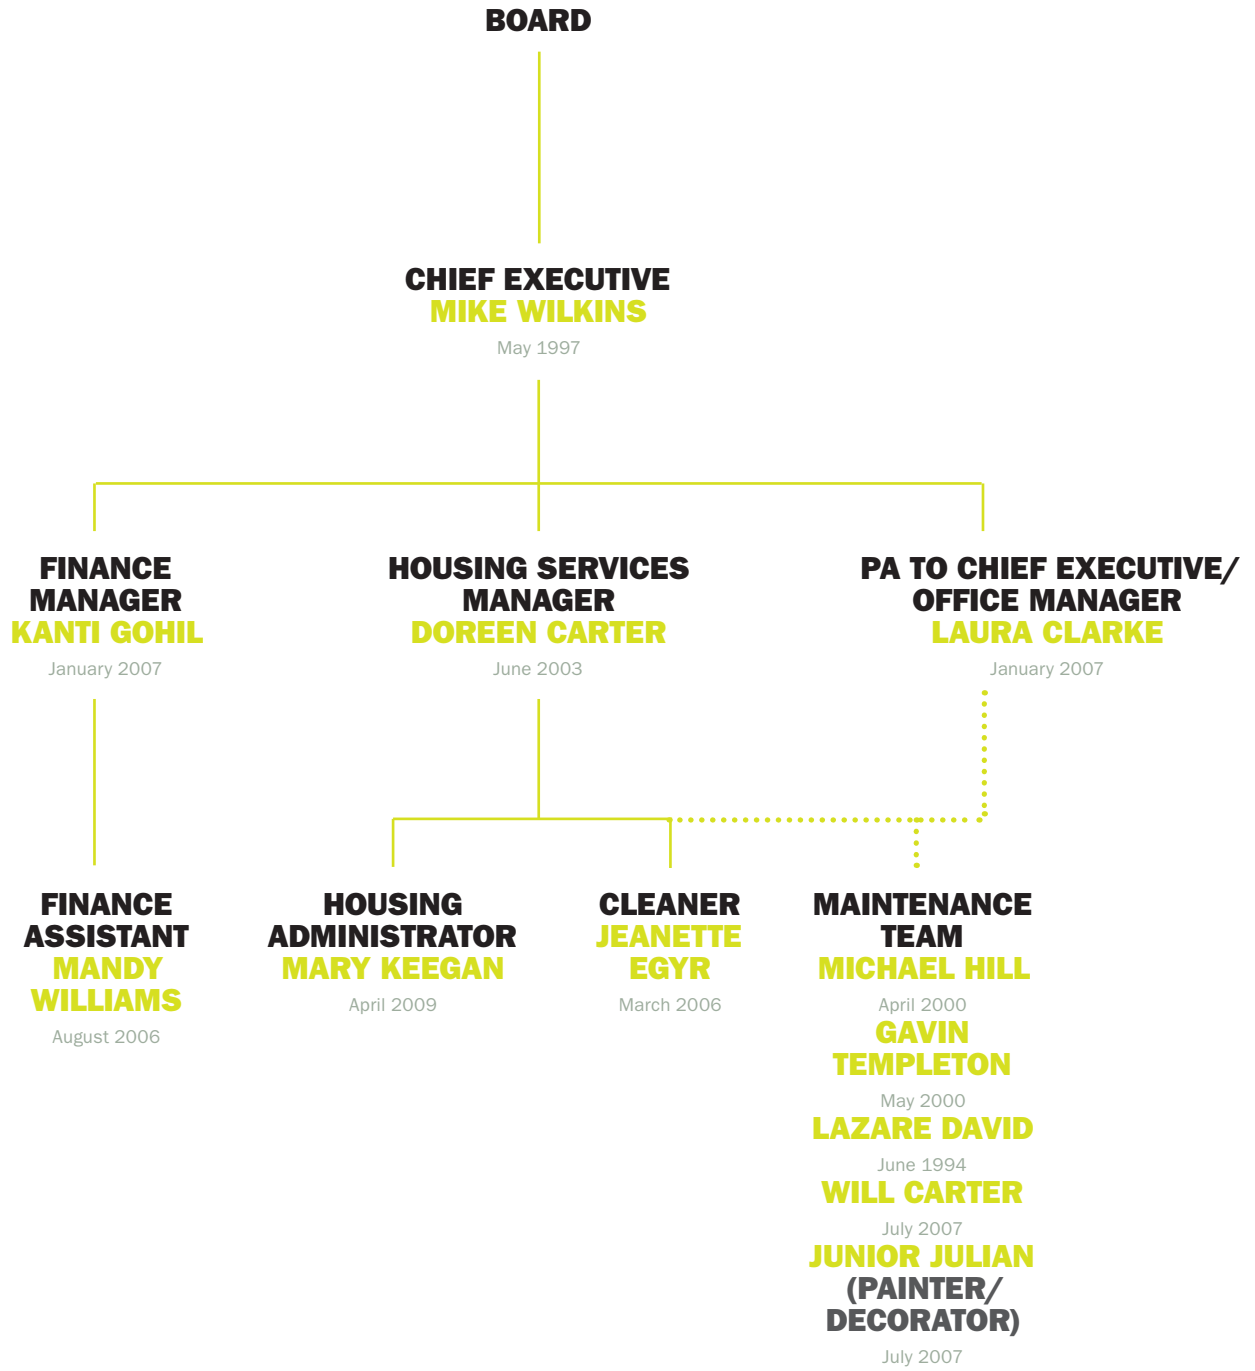 BOARD
CHIEF EXECUTIVE
MIKE WILKINS
May 1997
FINANCE
MANAGER
KANTI GOHIL
January 2007
HOUSING SERVICES
MANAGER
DOREEN CARTER
June 2003
PA TO CHIEF EXECUTIVE/
OFFICE MANAGER
LAURA CLARKE
January 2007
FINANCE
ASSISTANT
MANDY
WILLIAMS
August 2006
HOUSING
ADMINISTRATOR
MARY KEEGAN
April 2009
CLEANER
JEANETTE
EGYR
March 2006
MAINTENANCE
TEAM
MICHAEL HILL
April 2000
GAVIN
TEMPLETON
May 2000
LAZARE DAVID
June 1994
WILL CARTER
July 2007
JUNIOR JULIAN
(PAINTER/
DECORATOR)
July 2007